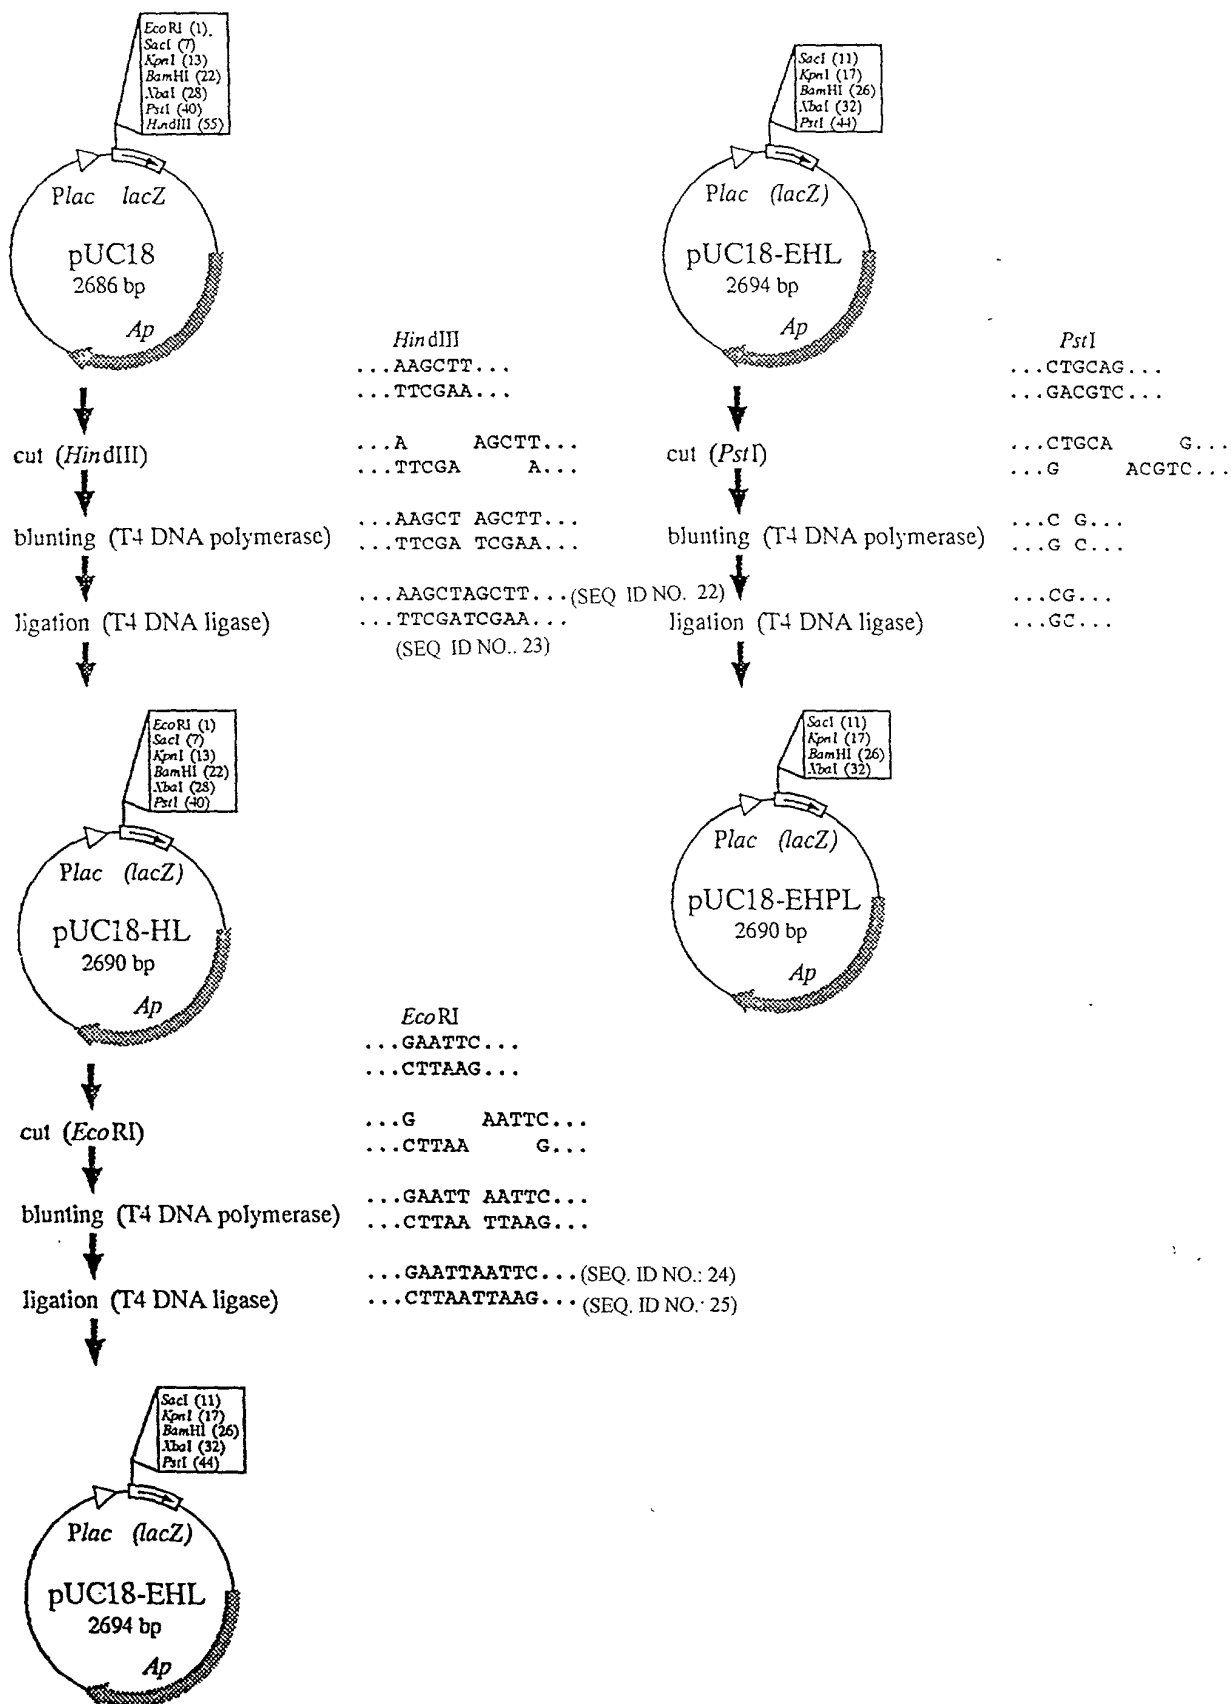 EcoRI (1)
SacI (7)
KpnI (13)
BamHI (22)
XbaI (28)
PstI (40)
HindIII (55)
Plac lacZ
pUC18
2686 bp
Ap
HindIII
...AAGCTT...
...TTCGAA...
cut (HindIII)
...A AGCTT...
...TTCGA A...
blunting (T4 DNA polymerase)
...AAGCT AGCTT...
...TTCGA TCGAA...
ligation (T4 DNA ligase)
...AAGCTAGCTT...(SEQ ID NO. 22)
...TTCGATCGAA...
(SEQ ID NO.. 23)
EcoRI (1)
SacI (7)
KpnI (13)
BamHI (22)
XbaI (28)
PstI (40)
Plac (lacZ)
pUC18-HL
2690 bp
Ap
EcoRI
...GAATTC...
...CTTAAG...
cut (EcoRI)
...G AATTC...
...CTTAA G...
blunting (T4 DNA polymerase)
...GAATT AATTC...
...CTTAA TTAAG...
ligation (T4 DNA ligase)
...GAATTAATTC...(SEQ. ID NO.: 24)
...CTTAATTAAG...(SEQ. ID NO.: 25)
SacI (11)
KpnI (17)
BamHI (26)
XbaI (32)
PstI (44)
Plac (lacZ)
pUC18-EHL
2694 bp
Ap
SacI (11)
KpnI (17)
BamHI (26)
XbaI (32)
PstI (44)
Plac (lacZ)
pUC18-EHL
2694 bp
Ap
PstI
...CTGCAG...
...GACGTC...
cut (PstI)
...CTGCA G...
...G ACGTC...
blunting (T4 DNA polymerase)
...C G...
...G C...
ligation (T4 DNA ligase)
...CG...
...GC...
SacI (11)
KpnI (17)
BamHI (26)
XbaI (32)
Plac (lacZ)
pUC18-EHPL
2690 bp
Ap